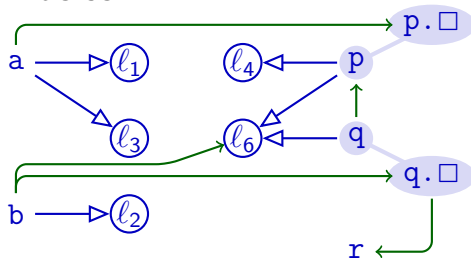 p.□
a ℓ1 ℓ4 p
ℓ3 ℓ6 q
q.□
b ℓ2
r